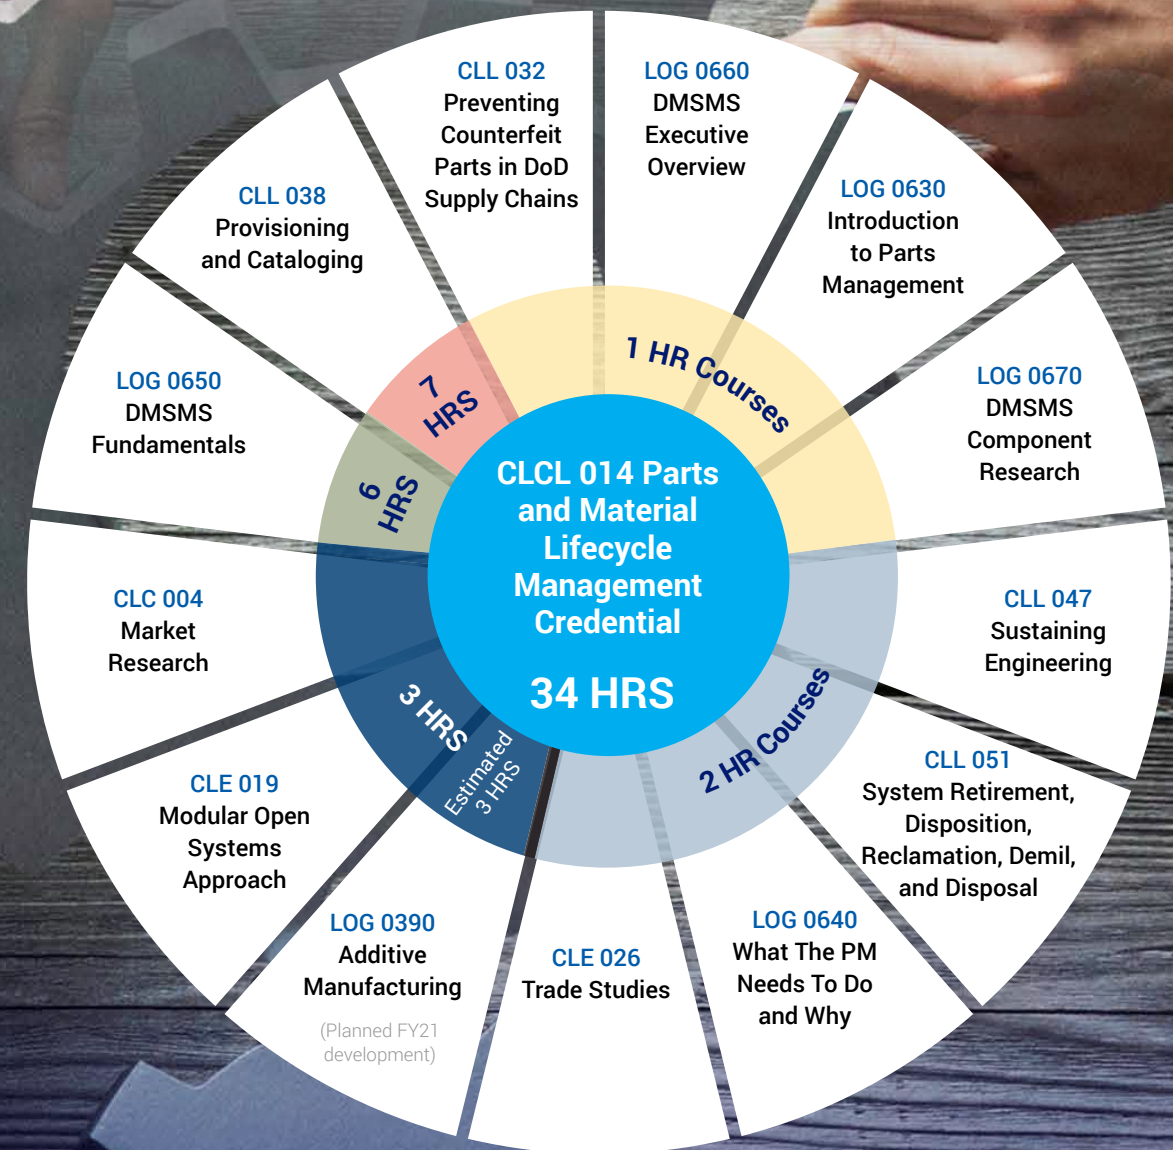 CLL 032
Preventing
Counterfeit
Parts in DoD
Supply Chains
LOG 0660
DMSMS
Executive
Overview
LOG 0630
Introduction
to Parts
Management
LOG 0670
DMSMS
Component
Research
CLL 047
Sustaining
Engineering
CLL 051
System Retirement,
Disposition,
Reclamation, Demil,
and Disposal
LOG 0640
What The PM
Needs To Do
and Why
CLE 026
Trade Studies
LOG 0390
Additive
Manufacturing
(Planned FY21
development)
CLE 019
Modular Open
Systems
Approach
CLC 004
Market
Research
LOG 0650
DMSMS
Fundamentals
CLL 038
Provisioning
and Cataloging
1 HR Courses
2 HR Courses
Estimated
3 HRS
3 HRS
6
HRS
7
HRS
CLCL 014 Parts
and Material
Lifecycle
Management
Credential
34 HRS